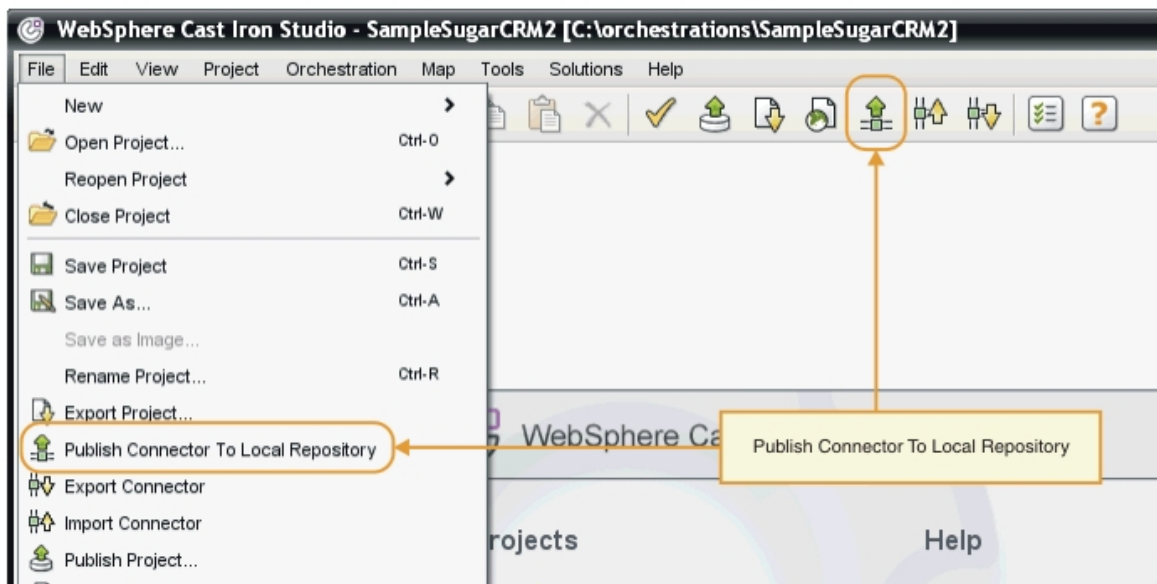 WebSphere Cast Iron Studio - SampleSugarCRM2 [C:\orchestrations\SampleSugarCRM2]
File Edit View Project Orchestration Map Tools Solutions Help
New
Open Project... Ctrl-O
Reopen Project
Close Project Ctrl-W
Save Project Ctrl-S
Save As... Ctrl-A
Save as Image...
Rename Project... Ctrl-R
Export Project...
Publish Connector To Local Repository
Export Connector
Import Connector
Publish Project...
?
WebSphere Ca
Publish Connector To Local Repository
rojects
Help